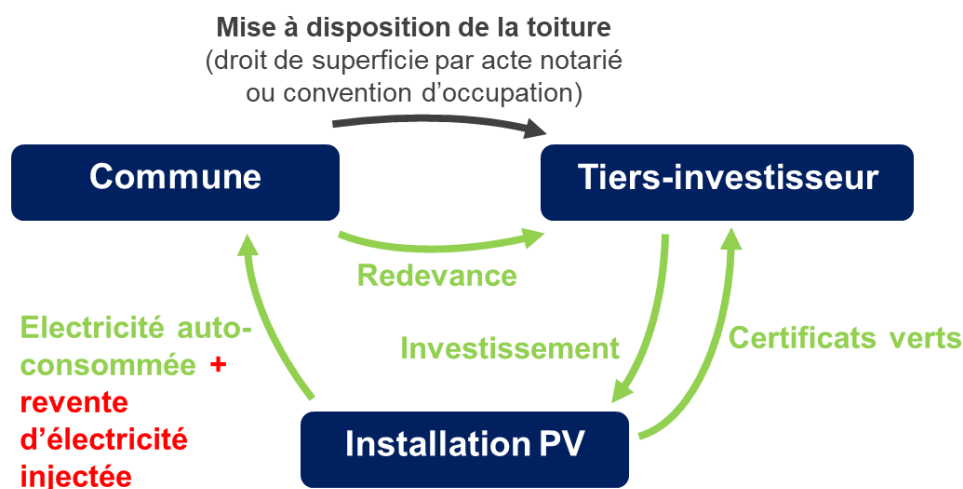 Mise à disposition de la toiture
(droit de superficie par acte notarié
ou convention d’occupation)
Commune
Tiers-investisseur
Redevance
Electricité auto-
consommée +
revente
d’électricité
injectée
Investissement
Certificats verts
Installation PV